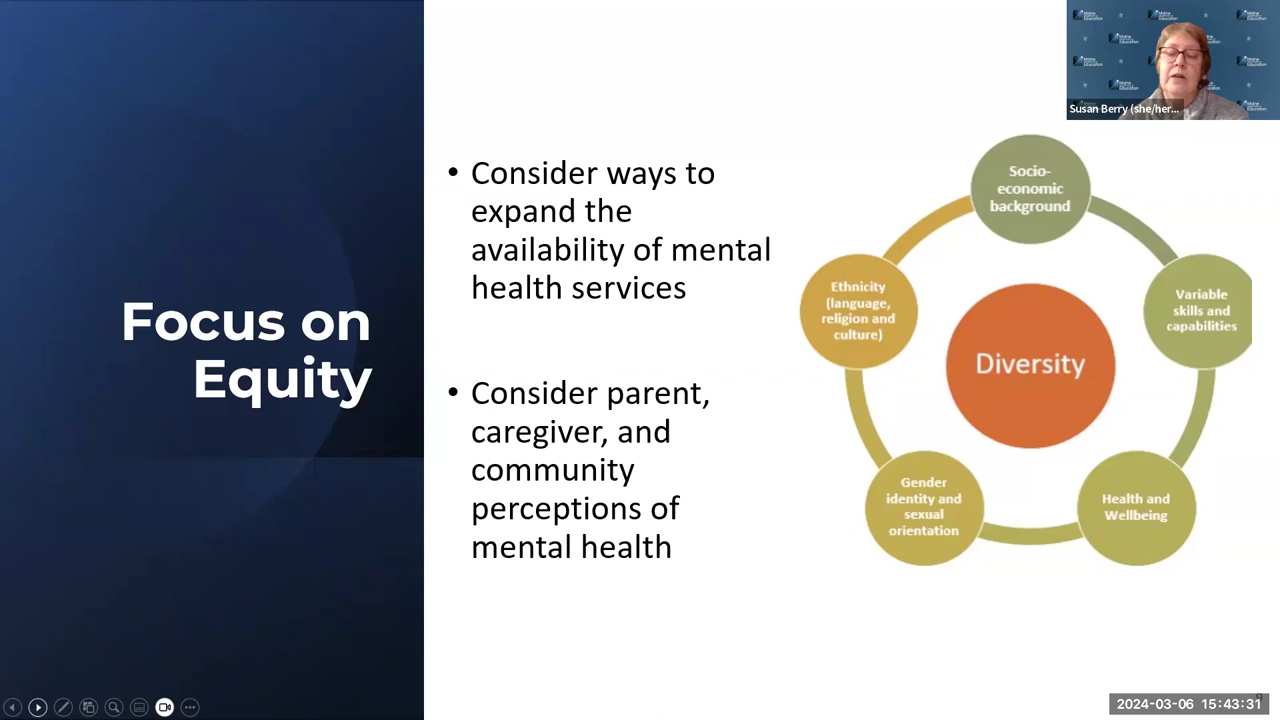 Focus on
Equity
• Consider ways to
expand the
availability of mental
health services
• Consider parent,
caregiver, and
community
perceptions of
mental health
Socio-
economic
background
Variable
skills and
capabilities
Health and
Wellbeing
Gender
identity and
sexual
orientation
Ethnicity
(language,
religion and
culture)
Diversity
Susan Berry (she/her...
9
2024-03-06 15:43:31